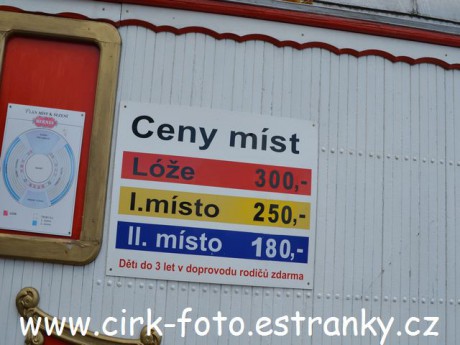 Ceny míst
Lóže 300,-
I.místo 250,-
II. místo 180,-
Děti do 3 let v doprovodu rodičů zdarma
www.cirk-foto.estranky.cz